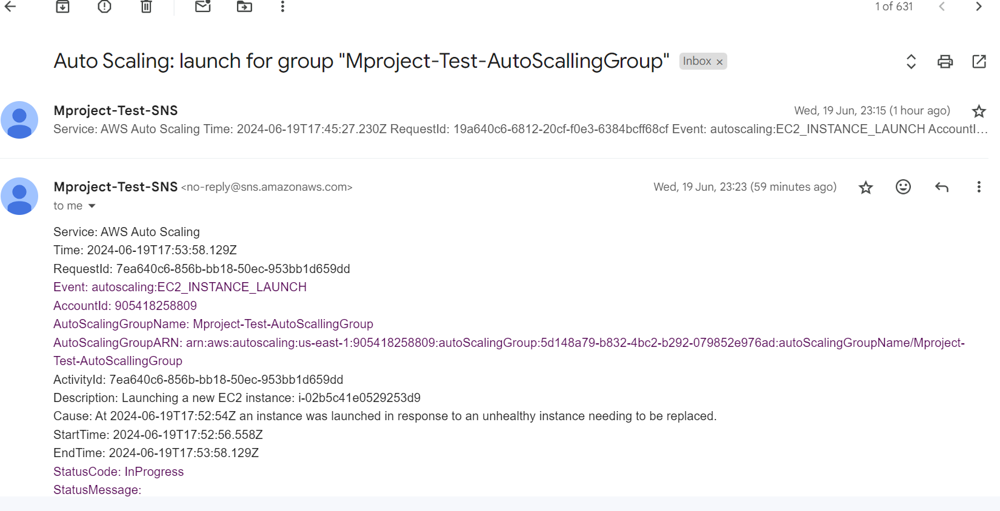 1 of 631
Auto Scaling: launch for group "Mproject-Test-AutoScallingGroup" Inbox ×
Mproject-Test-SNS Wed, 19 Jun, 23:15 (1 hour ago)
Service: AWS Auto Scaling Time: 2024-06-19T17:45:27.230Z RequestId: 19a640c6-6812-20cf-f0e3-6384bcff68cf Event: autoscaling:EC2_INSTANCE_LAUNCH AccountI…
Mproject-Test-SNS <no-reply@sns.amazonaws.com> Wed, 19 Jun, 23:23 (59 minutes ago)
to me
Service: AWS Auto Scaling
Time: 2024-06-19T17:53:58.129Z
RequestId: 7ea640c6-856b-bb18-50ec-953bb1d659dd
Event: autoscaling:EC2_INSTANCE_LAUNCH
AccountId: 905418258809
AutoScalingGroupName: Mproject-Test-AutoScallingGroup
AutoScalingGroupARN: arn:aws:autoscaling:us-east-1:905418258809:autoScalingGroup:5d148a79-b832-4bc2-b292-079852e976ad:autoScalingGroupName/Mproject-
Test-AutoScallingGroup
ActivityId: 7ea640c6-856b-bb18-50ec-953bb1d659dd
Description: Launching a new EC2 instance: i-02b5c41e0529253d9
Cause: At 2024-06-19T17:52:54Z an instance was launched in response to an unhealthy instance needing to be replaced.
StartTime: 2024-06-19T17:52:56.558Z
EndTime: 2024-06-19T17:53:58.129Z
StatusCode: InProgress
StatusMessage: